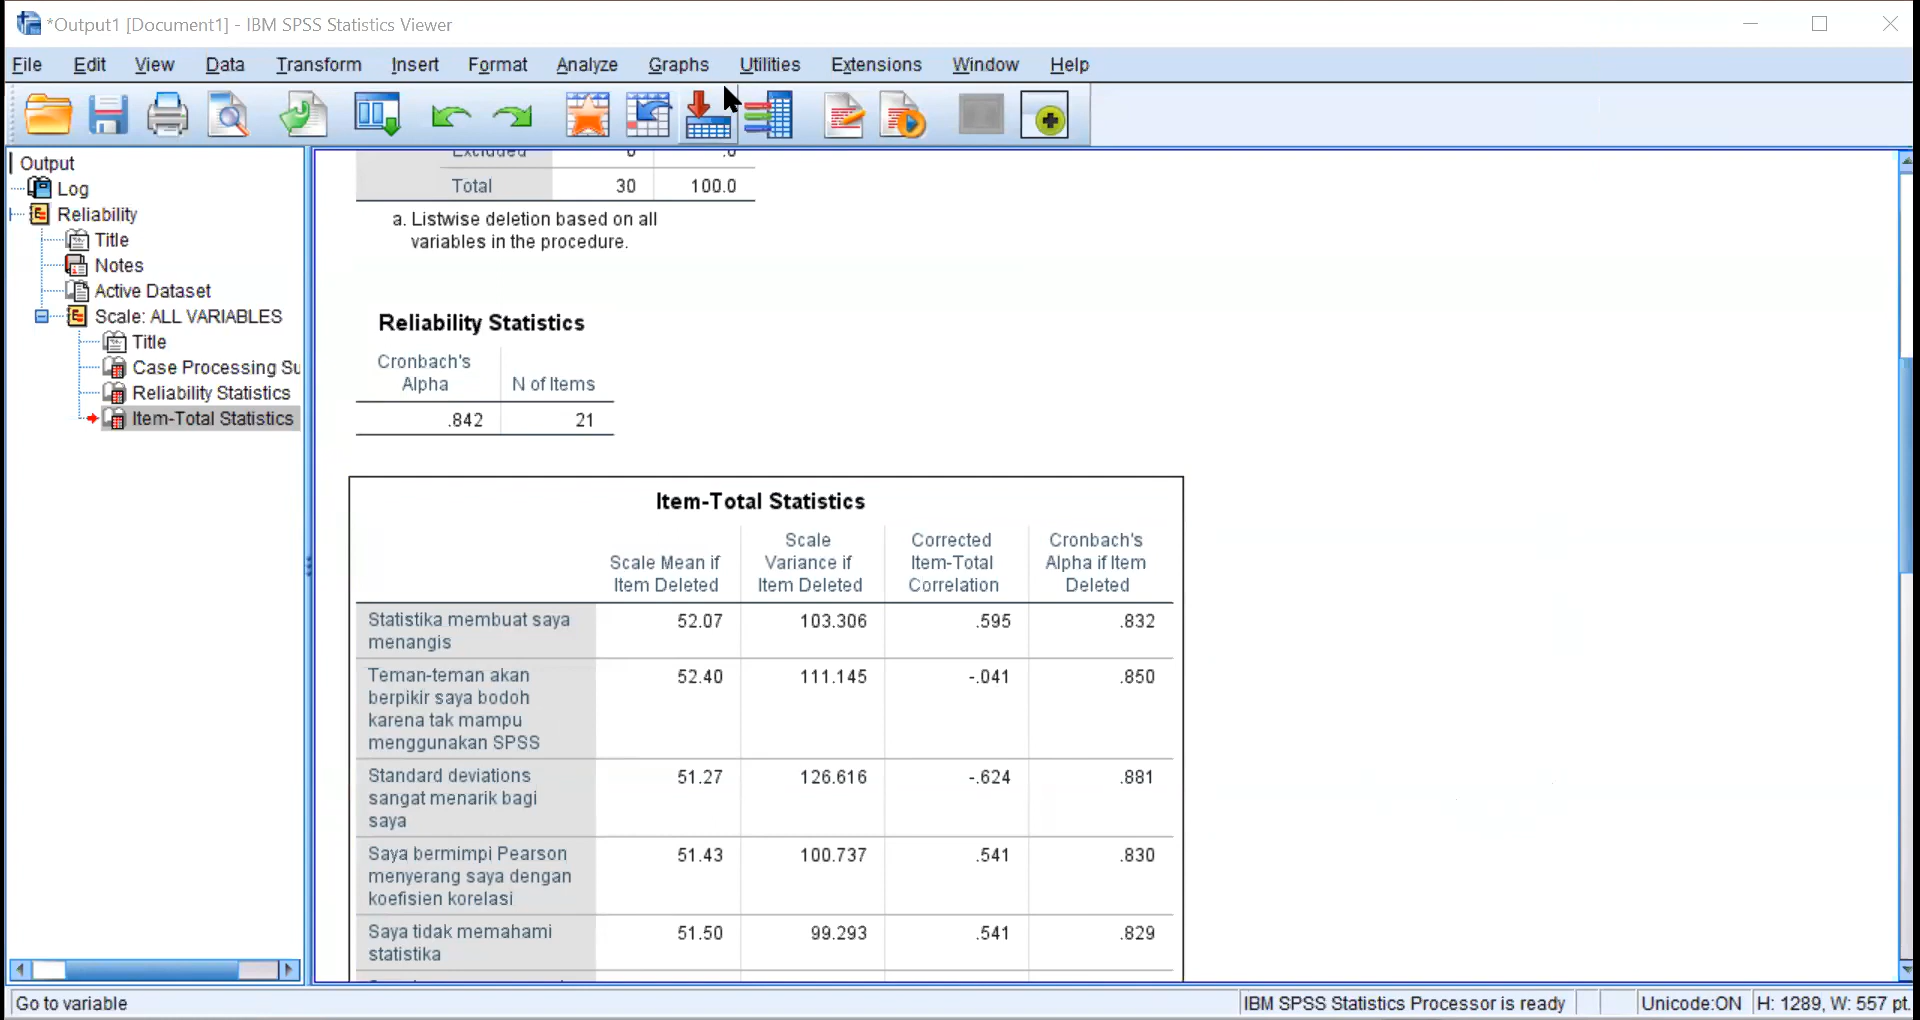 *Output1 [Document1] - IBM SPSS Statistics Viewer
File Edit View Data Transform Insert Format Analyze Graphs Utilities Extensions Window Help
Output
Log
Reliability
Title
Notes
Active Dataset
Scale: ALL VARIABLES
Title
Case Processing Su
Reliability Statistics
Item-Total Statistics
Excluded 0 .0
Total 30 100.0
a. Listwise deletion based on all
variables in the procedure.
Reliability Statistics
Cronbach's
Alpha N of Items
.842 21
Item-Total Statistics
Scale Mean if
Item Deleted
Scale
Variance if
Item Deleted
Corrected
Item-Total
Correlation
Cronbach's
Alpha if Item
Deleted
Statistika membuat saya 52.07 103.306 .595 .832
menangis
Teman-teman akan 52.40 111.145 -.041 .850
berpikir saya bodoh
karena tak mampu
menggunakan SPSS
Standard deviations 51.27 126.616 -.624 .881
sangat menarik bagi
saya
Saya bermimpi Pearson 51.43 100.737 .541 .830
menyerang saya dengan
koefisien korelasi
Saya tidak memahami 51.50 99.293 .541 .829
statistika
Go to variable
IBM SPSS Statistics Processor is ready
Unicode:ON H: 1289, W: 557 pt.